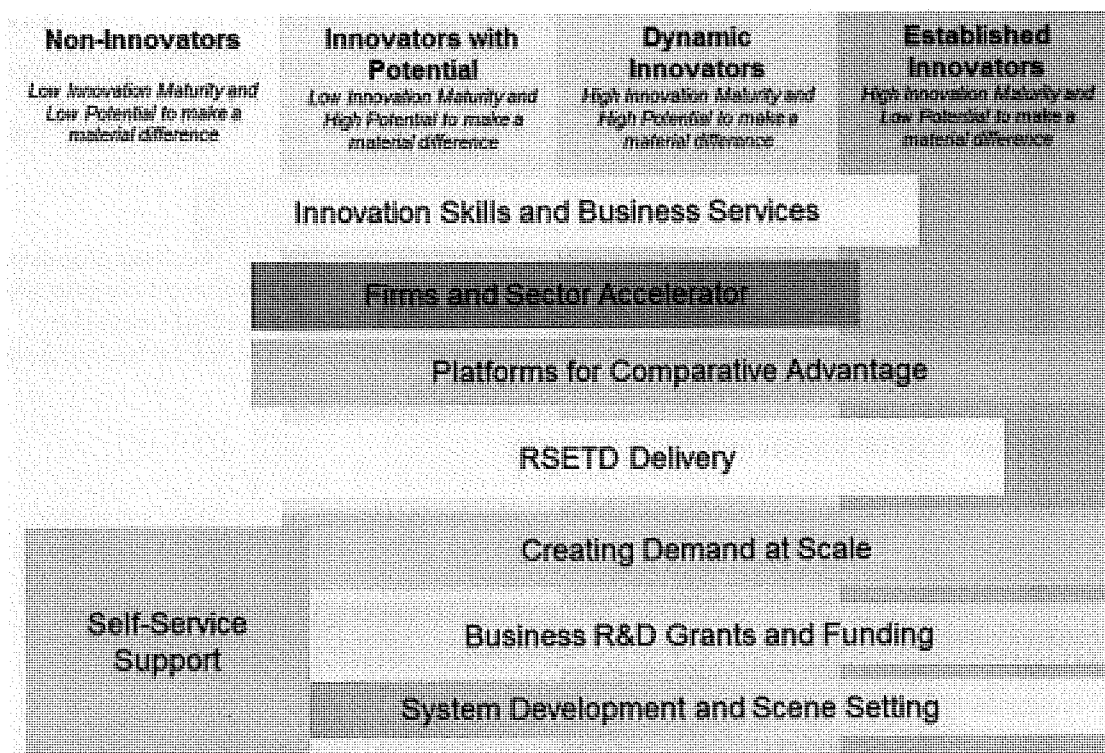 Non-Innovators
Low Innovation Maturity and
Low Potential to make a
material difference
Innovators with
Potential
Low Innovation Maturity and
High Potential to make a
material difference
Dynamic
Innovators
High Innovation Maturity and
High Potential to make a
material difference
Established
Innovators
High Innovation Maturity and
Low Potential to make a
material difference
Innovation Skills and Business Services
Firms and Sector Accelerator
Platforms for Comparative Advantage
RSETD Delivery
Creating Demand at Scale
Self-Service
Support
Business R&D Grants and Funding
System Development and Scene Setting